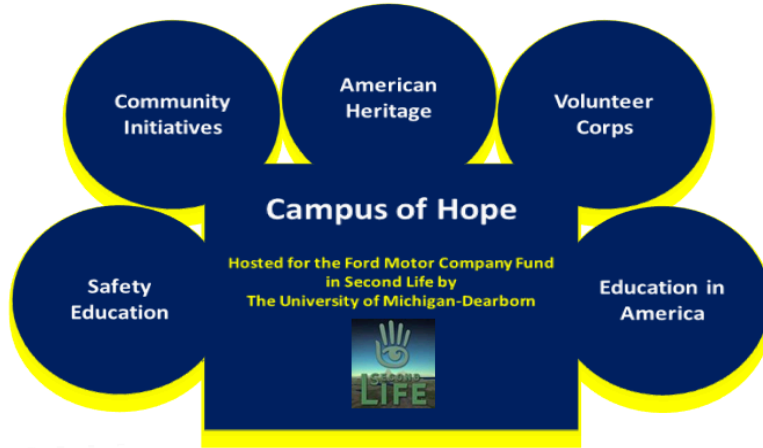 Community
Initiatives
American
Heritage
Volunteer
Corps
Safety
Education
Campus of Hope
Hosted for the Ford Motor Company Fund
in Second Life by
The University of Michigan-Dearborn
SECOND
LIFE
Education in
America